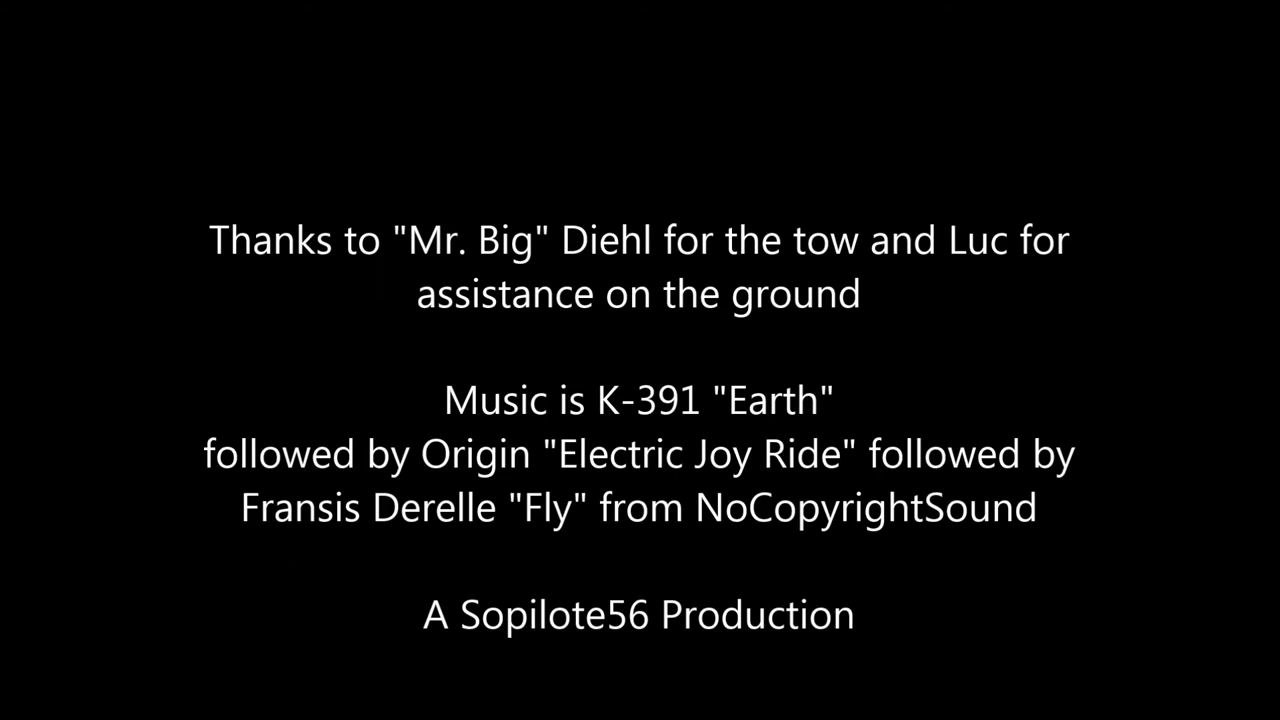 Thanks to "Mr. Big" Diehl for the tow and Luc for
assistance on the ground
Music is K-391 "Earth"
followed by Origin "Electric Joy Ride" followed by
Fransis Derelle "Fly" from NoCopyrightSound
A Sopilote56 Production